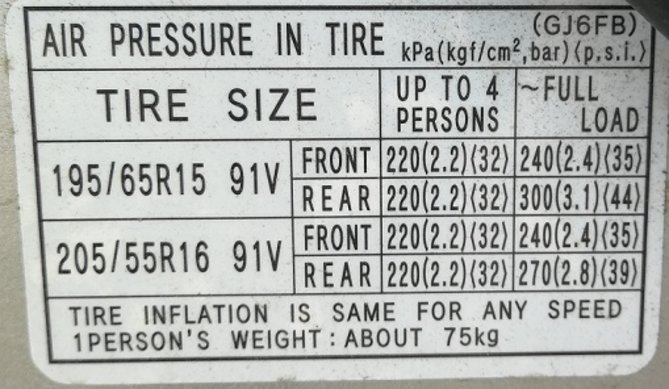 AIR PRESSURE IN TIRE (GJ6FB)
kPa(kgf/cm²,bar)⟨p.s.i.⟩
TIRE SIZE UP TO 4 PERSONS ~FULL LOAD
195/65R15 91V FRONT 220(2.2)⟨32⟩ 240(2.4)⟨35⟩
REAR 220(2.2)⟨32⟩ 300(3.1)⟨44⟩
205/55R16 91V FRONT 220(2.2)⟨32⟩ 240(2.4)⟨35⟩
REAR 220(2.2)⟨32⟩ 270(2.8)⟨39⟩
TIRE INFLATION IS SAME FOR ANY SPEED
1PERSON'S WEIGHT:ABOUT 75kg